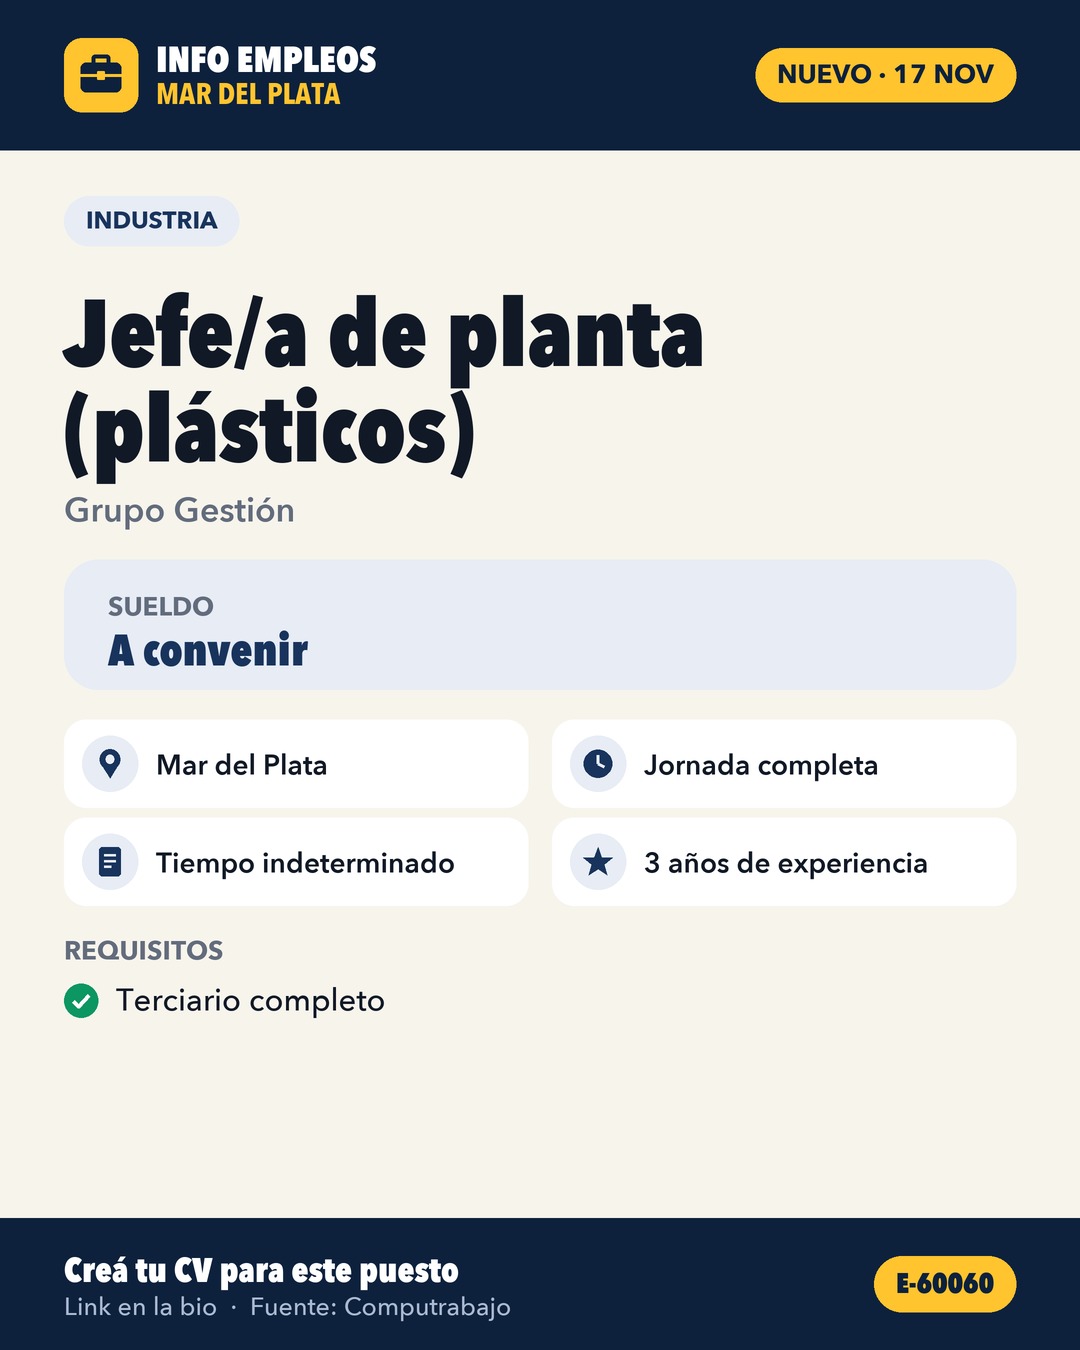 INFO EMPLEOS
MAR DEL PLATA
NUEVO · 17 NOV
INDUSTRIA
Jefe/a de planta
(plásticos)
Grupo Gestión
SUELDO
A convenir
Mar del Plata
Jornada completa
Tiempo indeterminado
3 años de experiencia
REQUISITOS
Terciario completo
Creá tu CV para este puesto
Link en la bio · Fuente: Computrabajo
E-60060